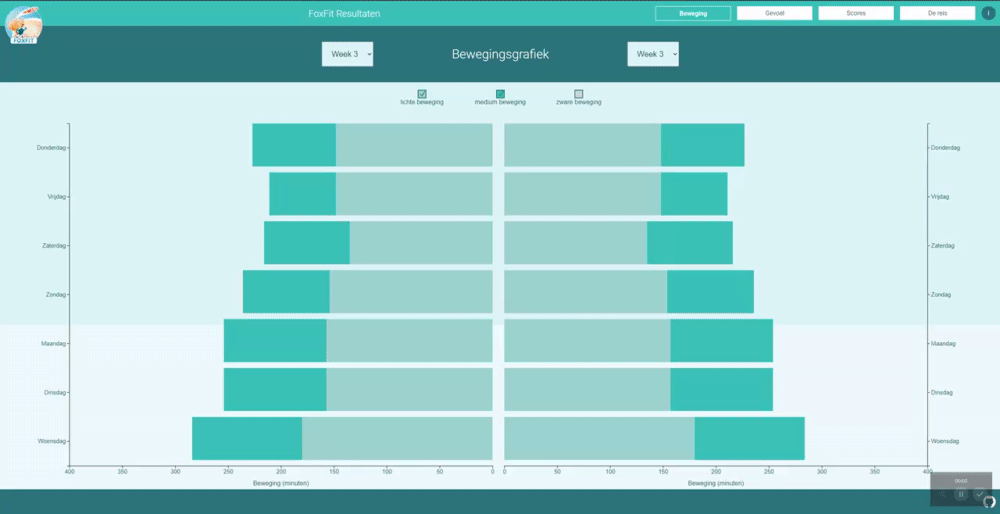 FoxFit Resultaten
Beweging
Gevoel
Scores
De reis
i
FOXFIT
Week 3
Bewegingsgrafiek
Week 3
lichte beweging
medium beweging
zware beweging
Donderdag
Donderdag
Vrijdag
Vrijdag
Zaterdag
Zaterdag
Zondag
Zondag
Maandag
Maandag
Dinsdag
Dinsdag
Woensdag
Woensdag
400 350 300 250 200 150 100 50 0
0 50 100 150 200 250 300 350 400
Beweging (minuten)
Beweging (minuten)